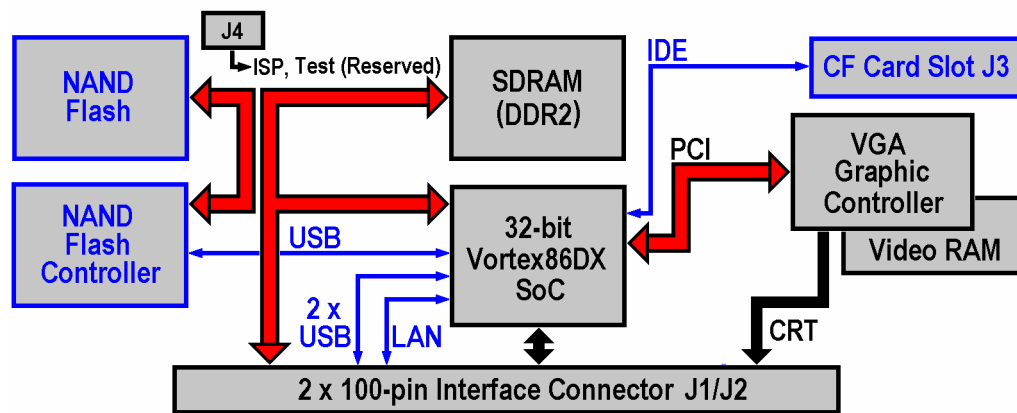 J4
ISP, Test (Reserved)
NAND
Flash
SDRAM
(DDR2)
IDE
CF Card Slot J3
PCI
VGA
Graphic
Controller
Video RAM
NAND
Flash
Controller
USB
32-bit
Vortex86DX
SoC
2 x
USB
LAN
CRT
2 x 100-pin Interface Connector J1/J2